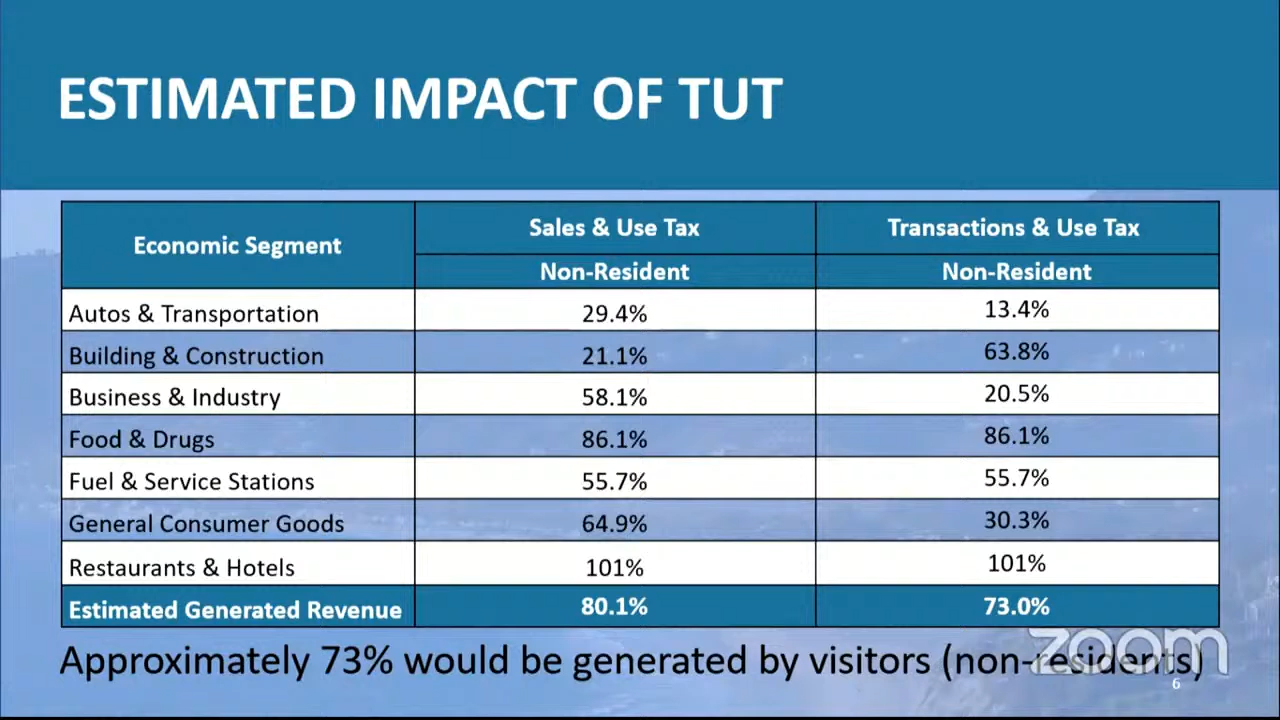 ESTIMATED IMPACT OF TUT
Economic Segment
Sales & Use Tax
Transactions & Use Tax
Non-Resident
Non-Resident
Autos & Transportation 29.4% 13.4%
Building & Construction 21.1% 63.8%
Business & Industry 58.1% 20.5%
Food & Drugs 86.1% 86.1%
Fuel & Service Stations 55.7% 55.7%
General Consumer Goods 64.9% 30.3%
Restaurants & Hotels 101% 101%
Estimated Generated Revenue 80.1% 73.0%
Approximately 73% would be generated by visitors (non-residents)
zoom
6